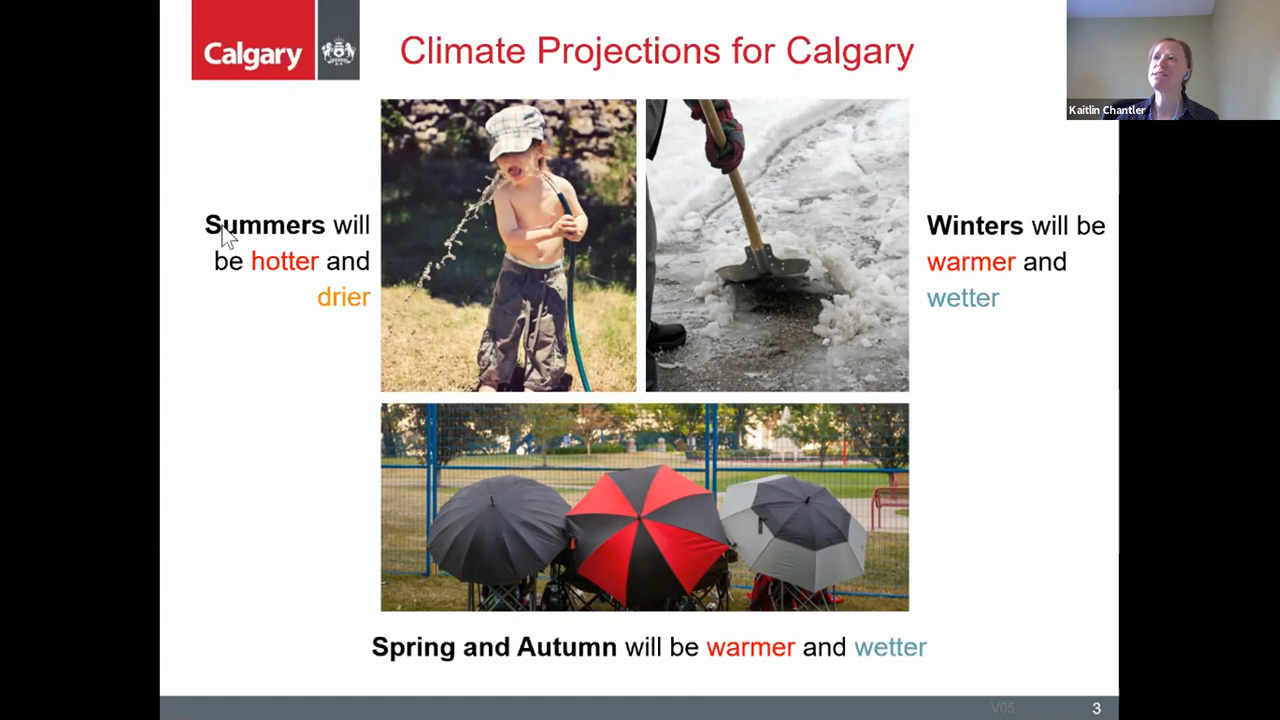 Calgary
Climate Projections for Calgary
Kaitlin Chantler
Summers will
be hotter and
drier
Winters will be
warmer and
wetter
Spring and Autumn will be warmer and wetter
V05
3